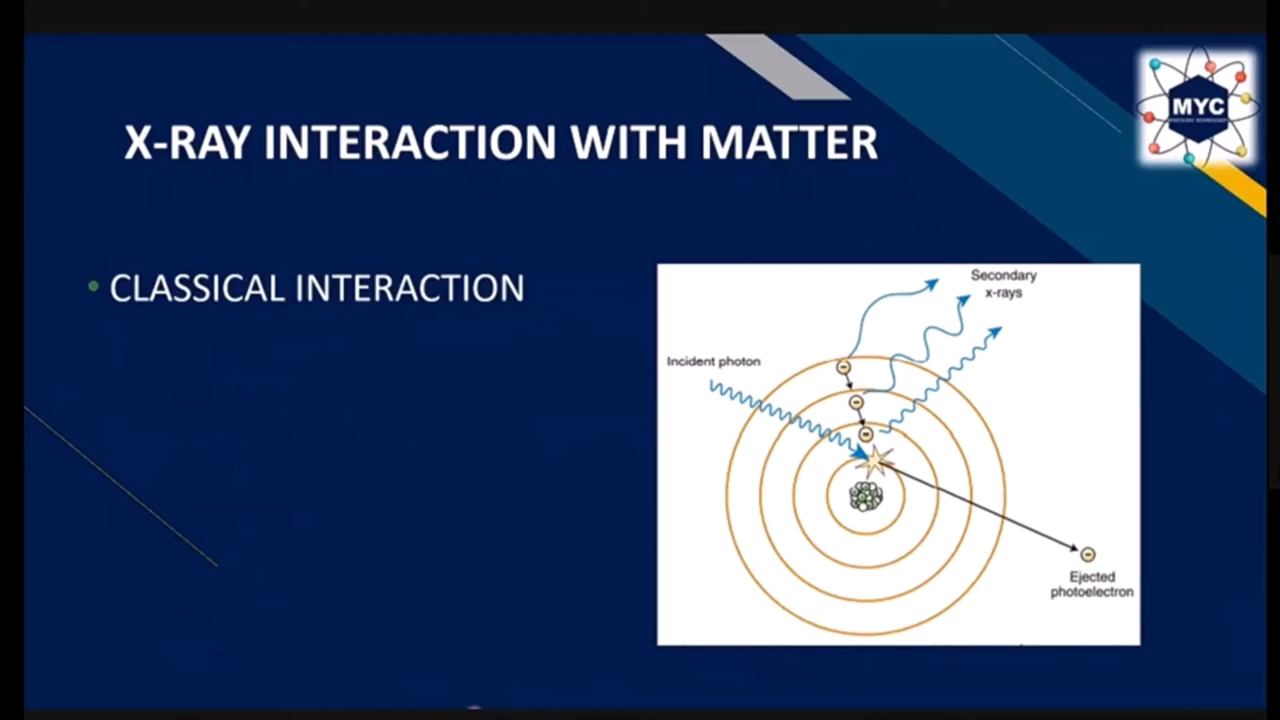 X-RAY INTERACTION WITH MATTER
MYC
• CLASSICAL INTERACTION
Secondary
x-rays
Incident photon
Ejected
photoelectron